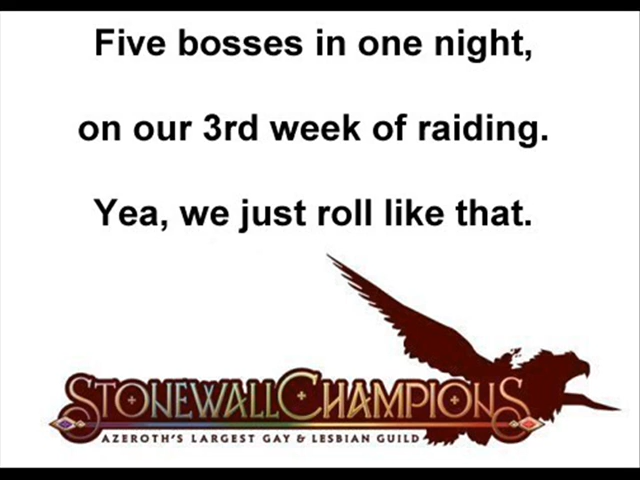 Five bosses in one night,
on our 3rd week of raiding.
Yea, we just roll like that.
STONEWALL CHAMPIONS
AZEROTH'S LARGEST GAY & LESBIAN GUILD